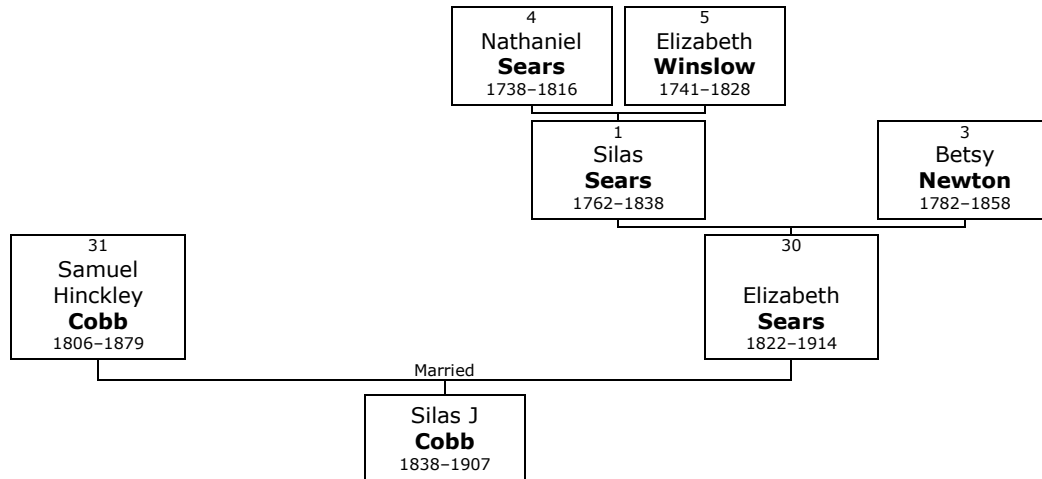 4
Nathaniel
Sears
1738–1816
5
Elizabeth
Winslow
1741–1828
1
Silas
Sears
1762–1838
3
Betsy
Newton
1782–1858
31
Samuel
Hinckley
Cobb
1806–1879
30
Elizabeth
Sears
1822–1914
Married
Silas J
Cobb
1838–1907